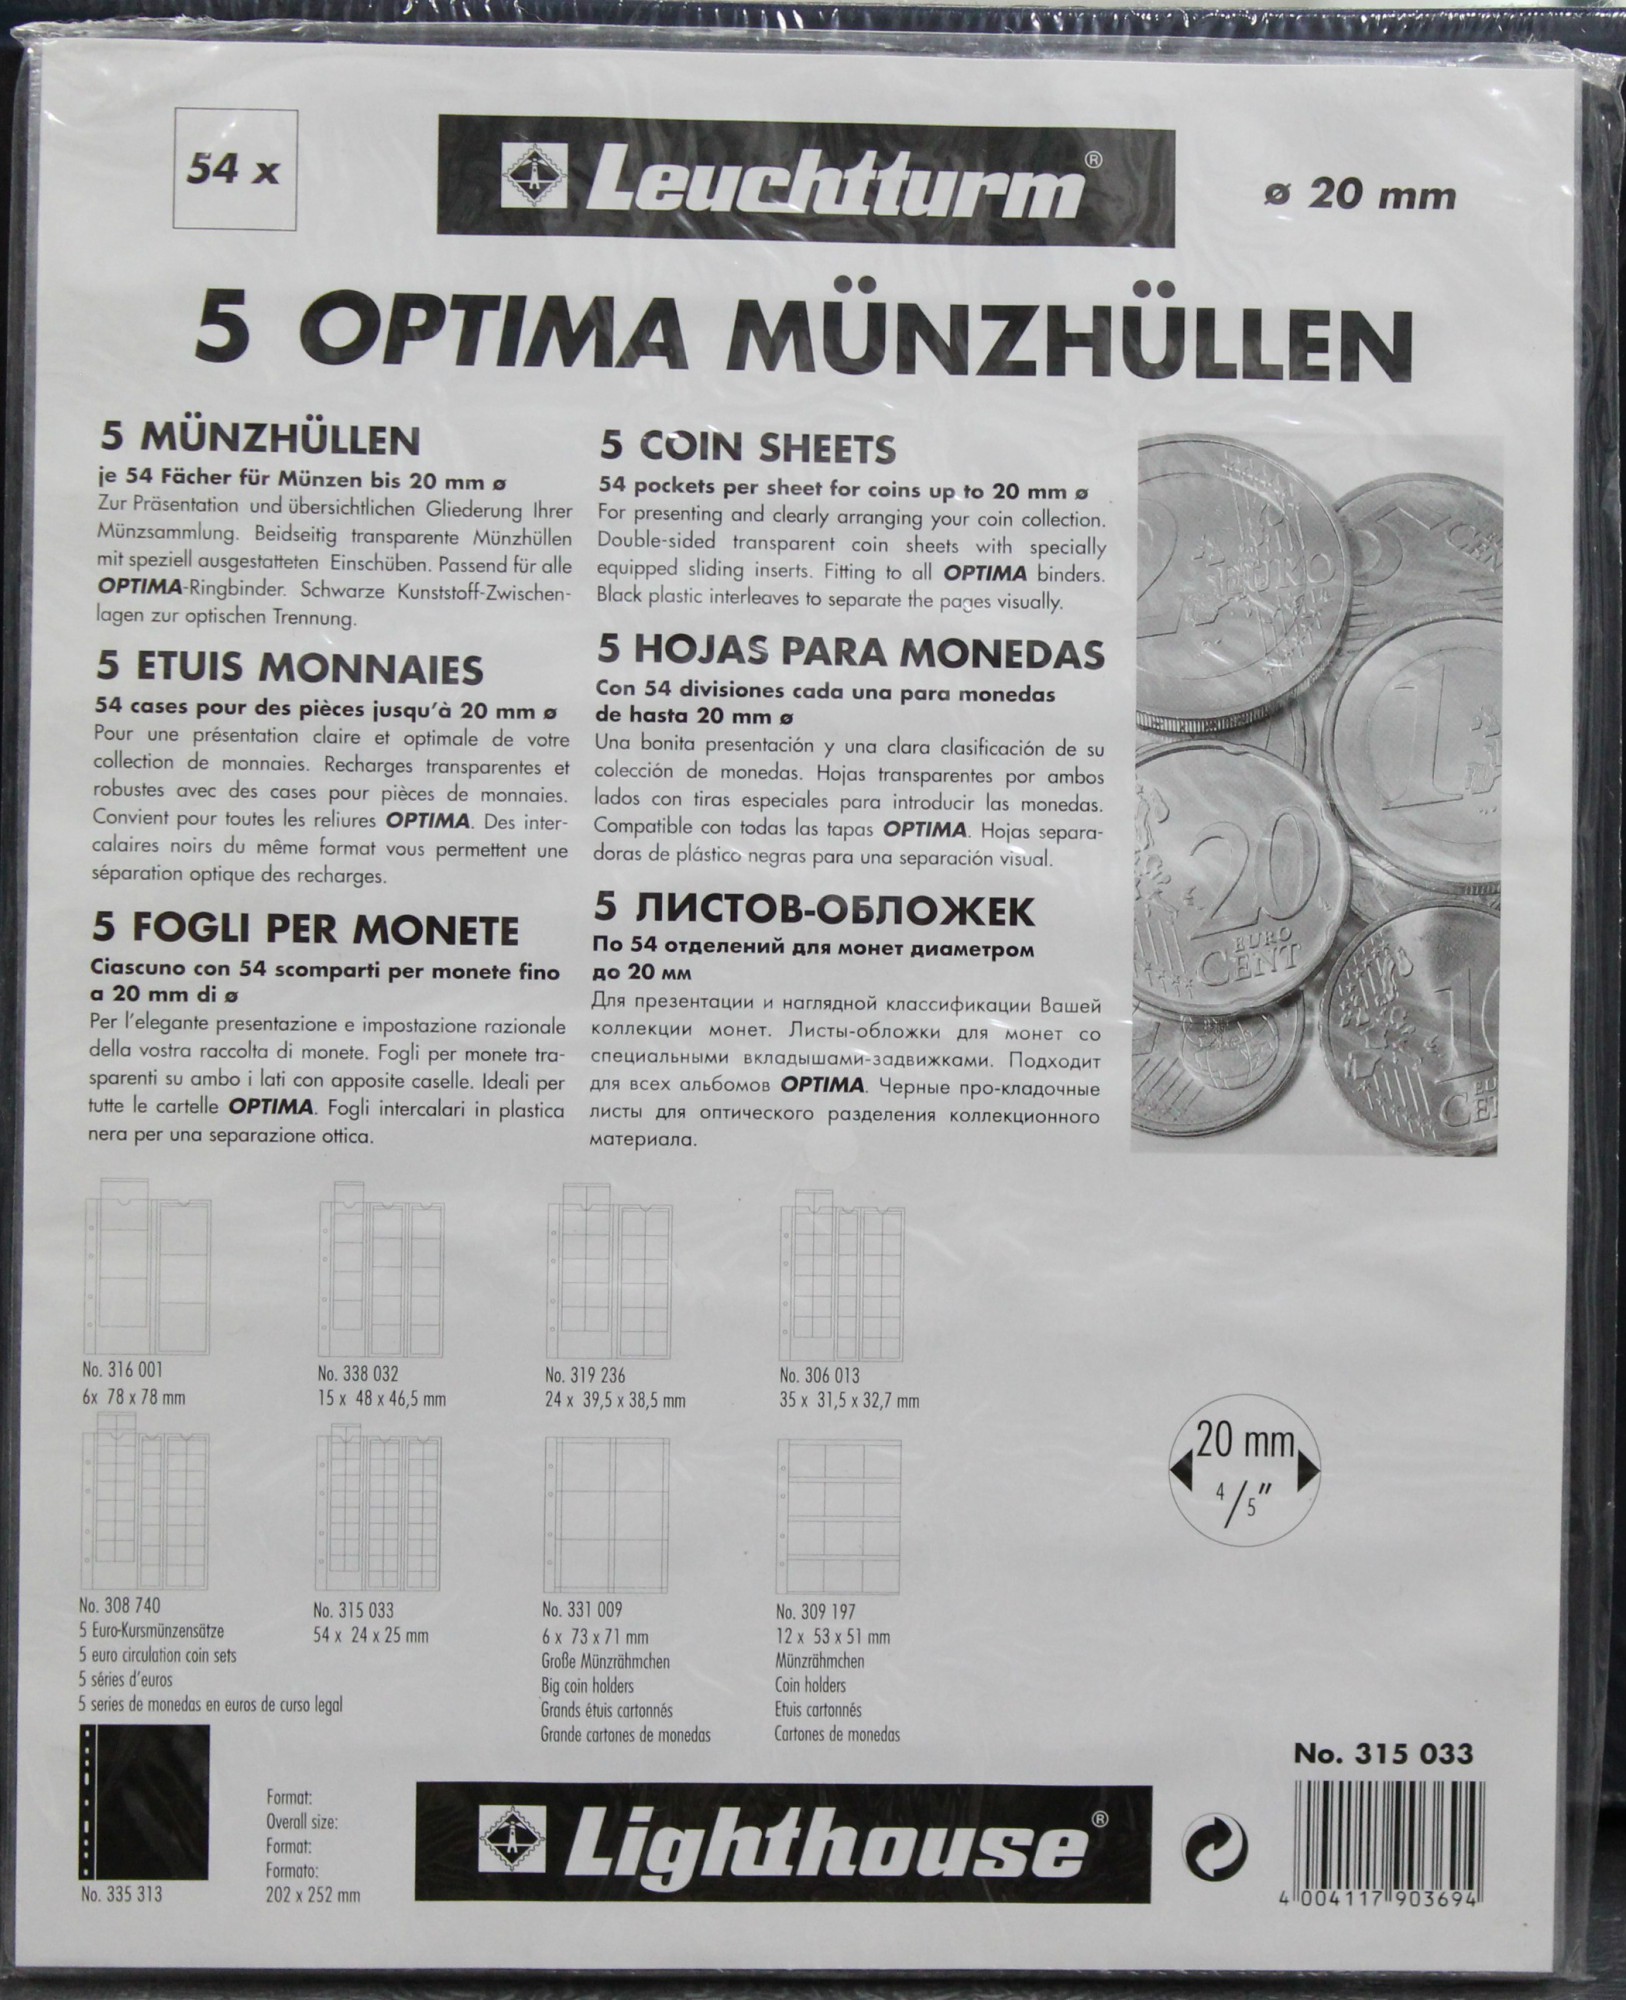 54 x
Leuchtturm®
ø 20 mm
5 OPTIMA MÜNZHÜLLEN
5 MÜNZHÜLLEN
je 54 Fächer für Münzen bis 20 mm ø
Zur Präsentation und übersichtlichen Gliederung Ihrer
Münzsammlung. Beidseitig transparente Münzhüllen
mit speziell ausgestatteten Einschüben. Passend für alle
OPTIMA-Ringbinder. Schwarze Kunststoff-Zwischen-
lagen zur optischen Trennung.
5 ETUIS MONNAIES
54 cases pour des pièces jusqu'à 20 mm ø
Pour une présentation claire et optimale de votre
collection de monnaies. Recharges transparentes et
robustes avec des cases pour pièces de monnaies.
Convient pour toutes les reliures OPTIMA. Des inter-
calaires noirs du même format vous permettent une
séparation optique des recharges.
5 FOGLI PER MONETE
Ciascuno con 54 scomparti per monete fino
a 20 mm di ø
Per l'elegante presentazione e impostazione razionale
della vostra raccolta di monete. Fogli per monete tra-
sparenti su ambo i lati con apposite caselle. Ideali per
tutte le cartelle OPTIMA. Fogli intercalari in plastica
nera per una separazione ottica.
5 COIN SHEETS
54 pockets per sheet for coins up to 20 mm ø
For presenting and clearly arranging your coin collection.
Double-sided transparent coin sheets with specially
equipped sliding inserts. Fitting to all OPTIMA binders.
Black plastic interleaves to separate the pages visually.
5 HOJAS PARA MONEDAS
Con 54 divisiones cada una para monedas
de hasta 20 mm ø
Una bonita presentación y una clara clasificación de su
colección de monedas. Hojas transparentes por ambos
lados con tiras especiales para introducir las monedas.
Compatible con todas las tapas OPTIMA. Hojas separa-
doras de plástico negras para una separación visual.
5 ЛИСТОВ-ОБЛОЖЕК
По 54 отделений для монет диаметром
до 20 мм
Для презентации и наглядной классификации Вашей
коллекции монет. Листы-обложки для монет со
специальными вкладышами-задвижками. Подходит
для всех альбомов OPTIMA. Черные про-кладочные
листы для оптического разделения коллекционного
материала.
2 EURO
5 CEN
1
20 EURO CENT
10 EU CE
No. 316 001
6x 78 x 78 mm
No. 338 032
15 x 48 x 46,5 mm
No. 319 236
24 x 39,5 x 38,5 mm
No. 306 013
35 x 31,5 x 32,7 mm
20 mm
4/5"
No. 308 740
5 Euro-Kursmünzensätze
5 euro circulation coin sets
5 séries d'euros
5 series de monedas en euros de curso legal
No. 315 033
54 x 24 x 25 mm
No. 331 009
6 x 73 x 71 mm
Große Münzrähmchen
Big coin holders
Grands étuis cartonnés
Grande cartones de monedas
No. 309 197
12 x 53 x 51 mm
Münzrähmchen
Coin holders
Etuis cartonnés
Cartones de monedas
No. 335 313
Format:
Overall size:
Format:
Formato:
202 x 252 mm
Lighthouse®
No. 315 033
4 004117 903694